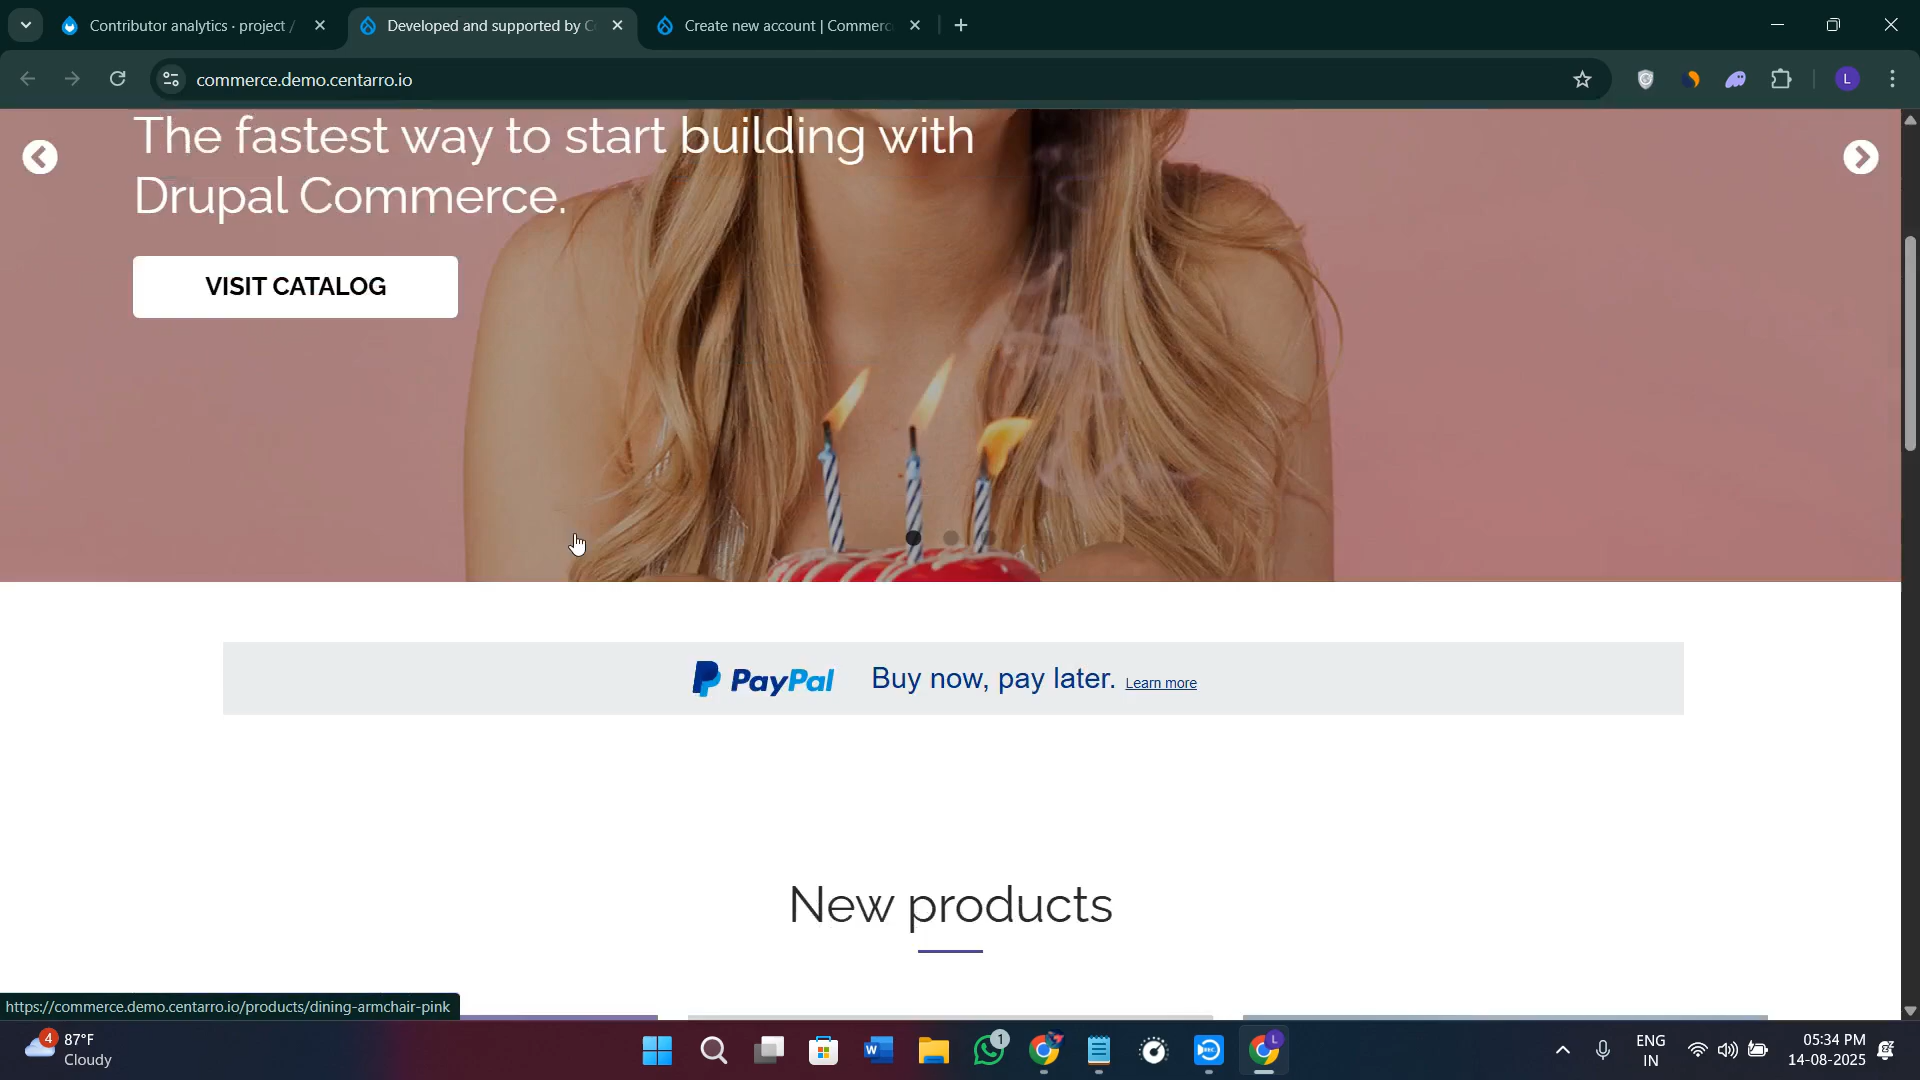 Contributor analytics · project /
Developed and supported by C
Create new account | Commerc
commerce.demo.centarro.io
L
The fastest way to start building with
Drupal Commerce.
VISIT CATALOG
PayPal Buy now, pay later. Learn more
New products
https://commerce.demo.centarro.io/products/dining-armchair-pink
4
87°F
Cloudy
W
1
L
ENG
IN
05:34 PM
14-08-2025